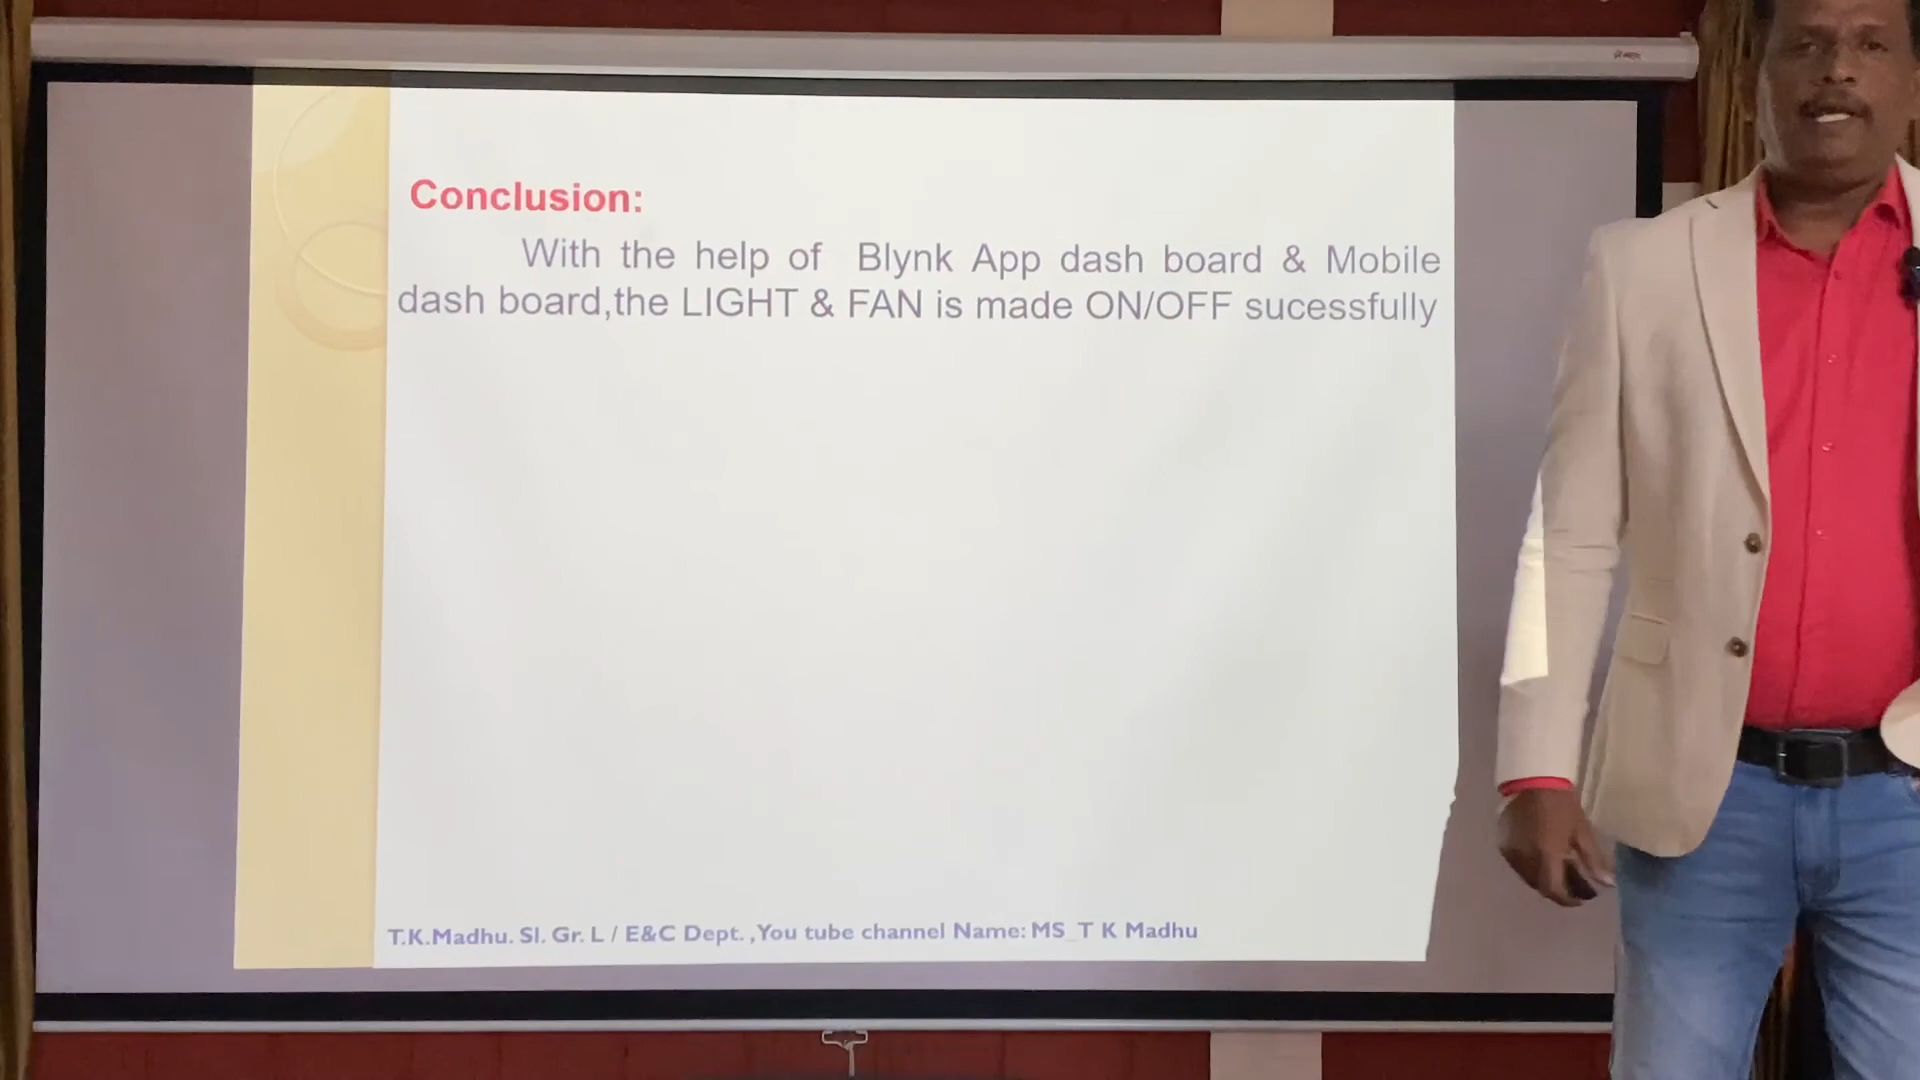 Conclusion:
With the help of Blynk App dash board & Mobile
dash board,the LIGHT & FAN is made ON/OFF sucessfully
T.K.Madhu. Sl. Gr. L / E&C Dept. ,You tube channel Name: MS_T K Madhu